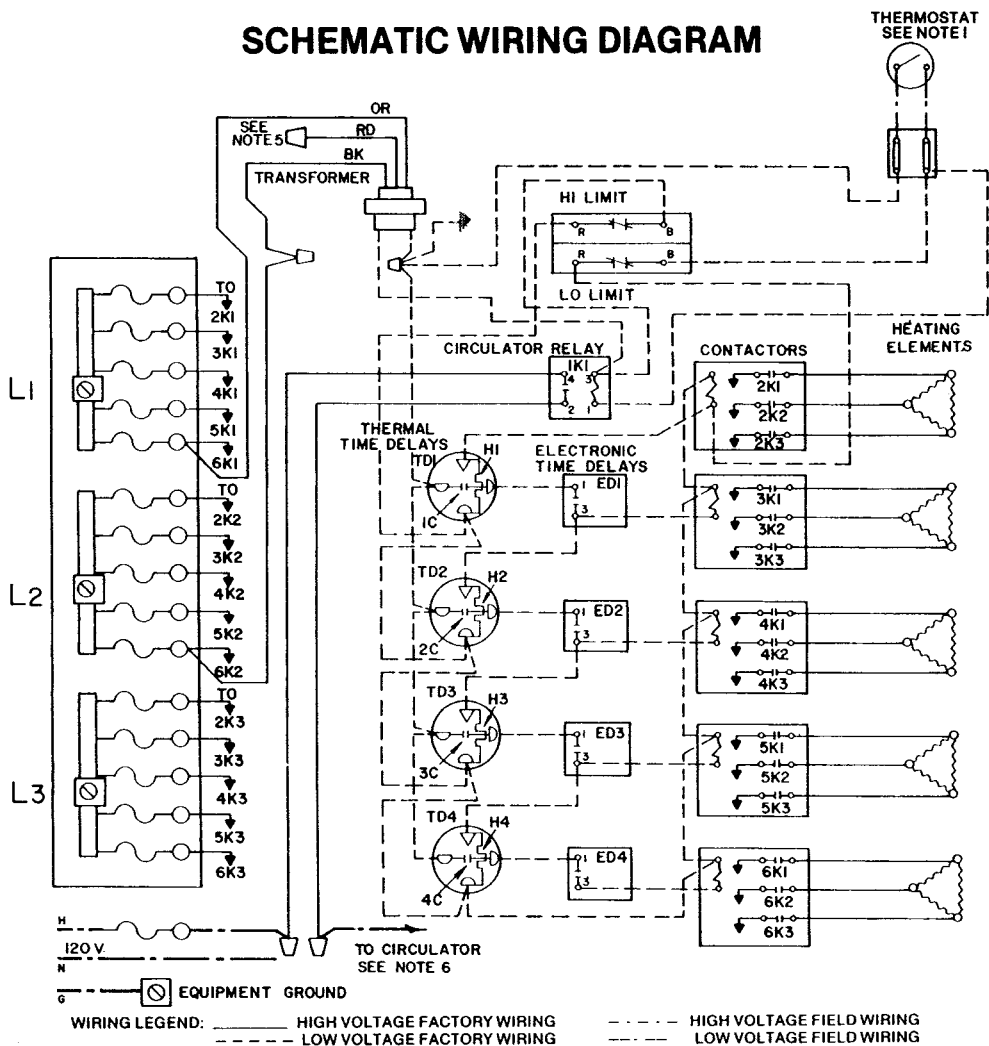 SCHEMATIC WIRING DIAGRAM
THERMOSTAT
SEE NOTE 1
OR
SEE
NOTE 5
RD
BK
TRANSFORMER
HI LIMIT
R
B
R
B
LO LIMIT
L1
TO
2K1
3K1
4K1
5K1
6K1
L2
TO
2K2
3K2
4K2
5K2
6K2
L3
TO
2K3
3K3
4K3
5K3
6K3
CIRCULATOR RELAY
1K1
4
3
2
1
CONTACTORS
HEATING
ELEMENTS
2K1
2K2
2K3
3K1
3K2
3K3
4K1
4K2
4K3
5K1
5K2
5K3
6K1
6K2
6K3
THERMAL
TIME DELAYS
ELECTRONIC
TIME DELAYS
TD1
H1
1C
1
ED1
3
TD2
H2
2C
1
ED2
3
TD3
H3
3C
1
ED3
3
TD4
H4
4C
1
ED4
3
H
120 V.
N
G
TO CIRCULATOR
SEE NOTE 6
EQUIPMENT GROUND
WIRING LEGEND:
HIGH VOLTAGE FACTORY WIRING
LOW VOLTAGE FACTORY WIRING
HIGH VOLTAGE FIELD WIRING
LOW VOLTAGE FIELD WIRING